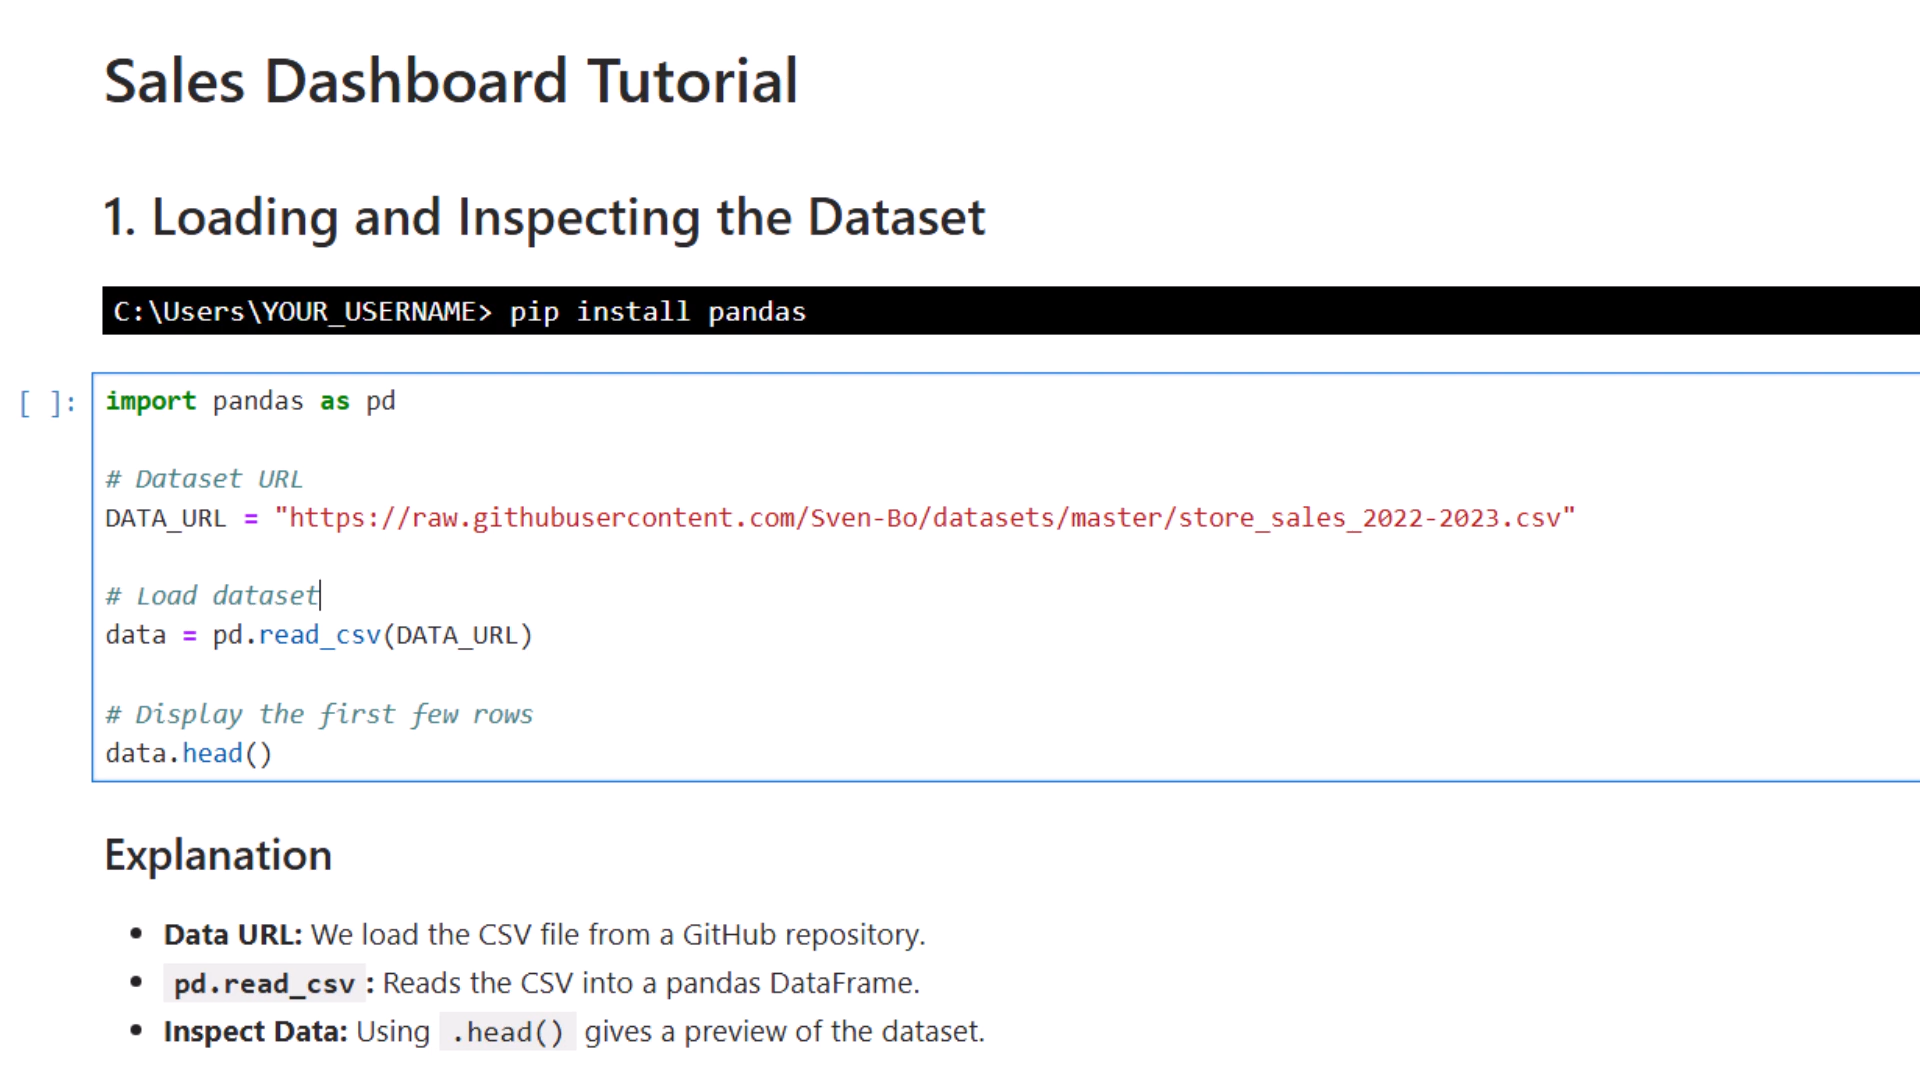 Sales Dashboard Tutorial
1. Loading and Inspecting the Dataset
C:\Users\YOUR_USERNAME> pip install pandas
[ ]: import pandas as pd
# Dataset URL
DATA_URL = "https://raw.githubusercontent.com/Sven-Bo/datasets/master/store_sales_2022-2023.csv"
# Load dataset
data = pd.read_csv(DATA_URL)
# Display the first few rows
data.head()
Explanation
• Data URL: We load the CSV file from a GitHub repository.
• pd.read_csv : Reads the CSV into a pandas DataFrame.
• Inspect Data: Using .head() gives a preview of the dataset.